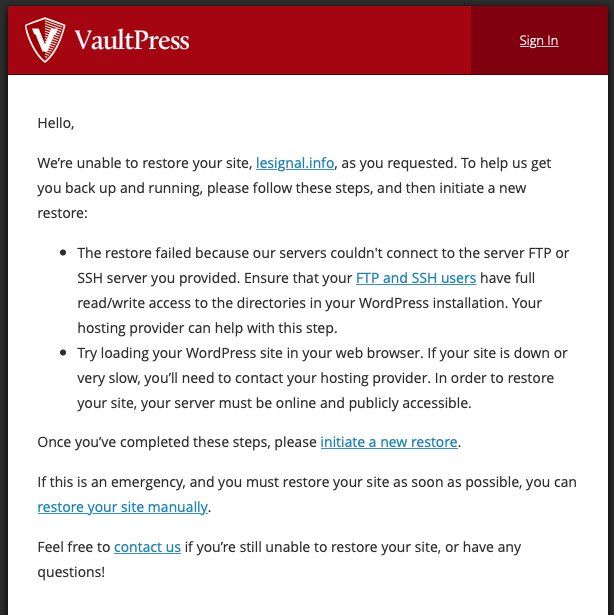 VaultPress
Sign In
Hello,
We’re unable to restore your site, lesignal.info, as you requested. To help us get
you back up and running, please follow these steps, and then initiate a new
restore:
• The restore failed because our servers couldn't connect to the server FTP or
SSH server you provided. Ensure that your FTP and SSH users have full
read/write access to the directories in your WordPress installation. Your
hosting provider can help with this step.
• Try loading your WordPress site in your web browser. If your site is down or
very slow, you’ll need to contact your hosting provider. In order to restore
your site, your server must be online and publicly accessible.
Once you’ve completed these steps, please initiate a new restore.
If this is an emergency, and you must restore your site as soon as possible, you can
restore your site manually.
Feel free to contact us if you’re still unable to restore your site, or have any
questions!